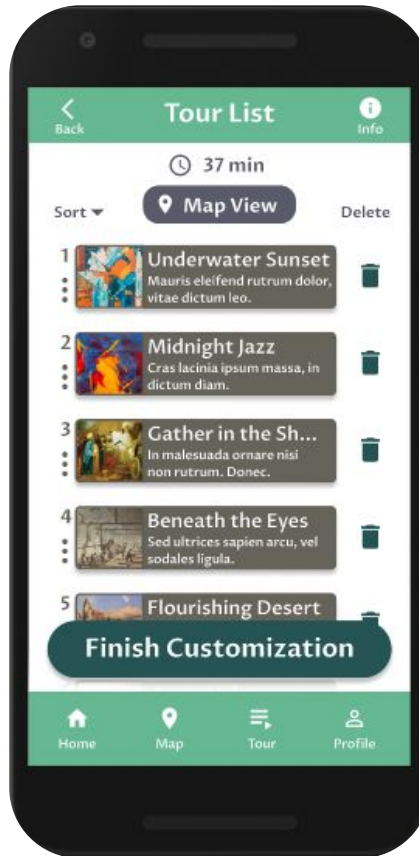 Tour List
Back
Info
37 min
Map View
Sort
Delete
1
Underwater Sunset
Mauris eleifend rutrum dolor,
vitae dictum leo.
2
Midnight Jazz
Cras lacinia ipsum massa, in
dictum diam.
3
Gather in the Sh...
In malesuada ornare nisi
non rutrum. Donec.
4
Beneath the Eyes
Sed ultrices sapien arcu, vel
sodales ligula.
5
Flourishing Desert
Finish Customization
Home
Map
Tour
Profile